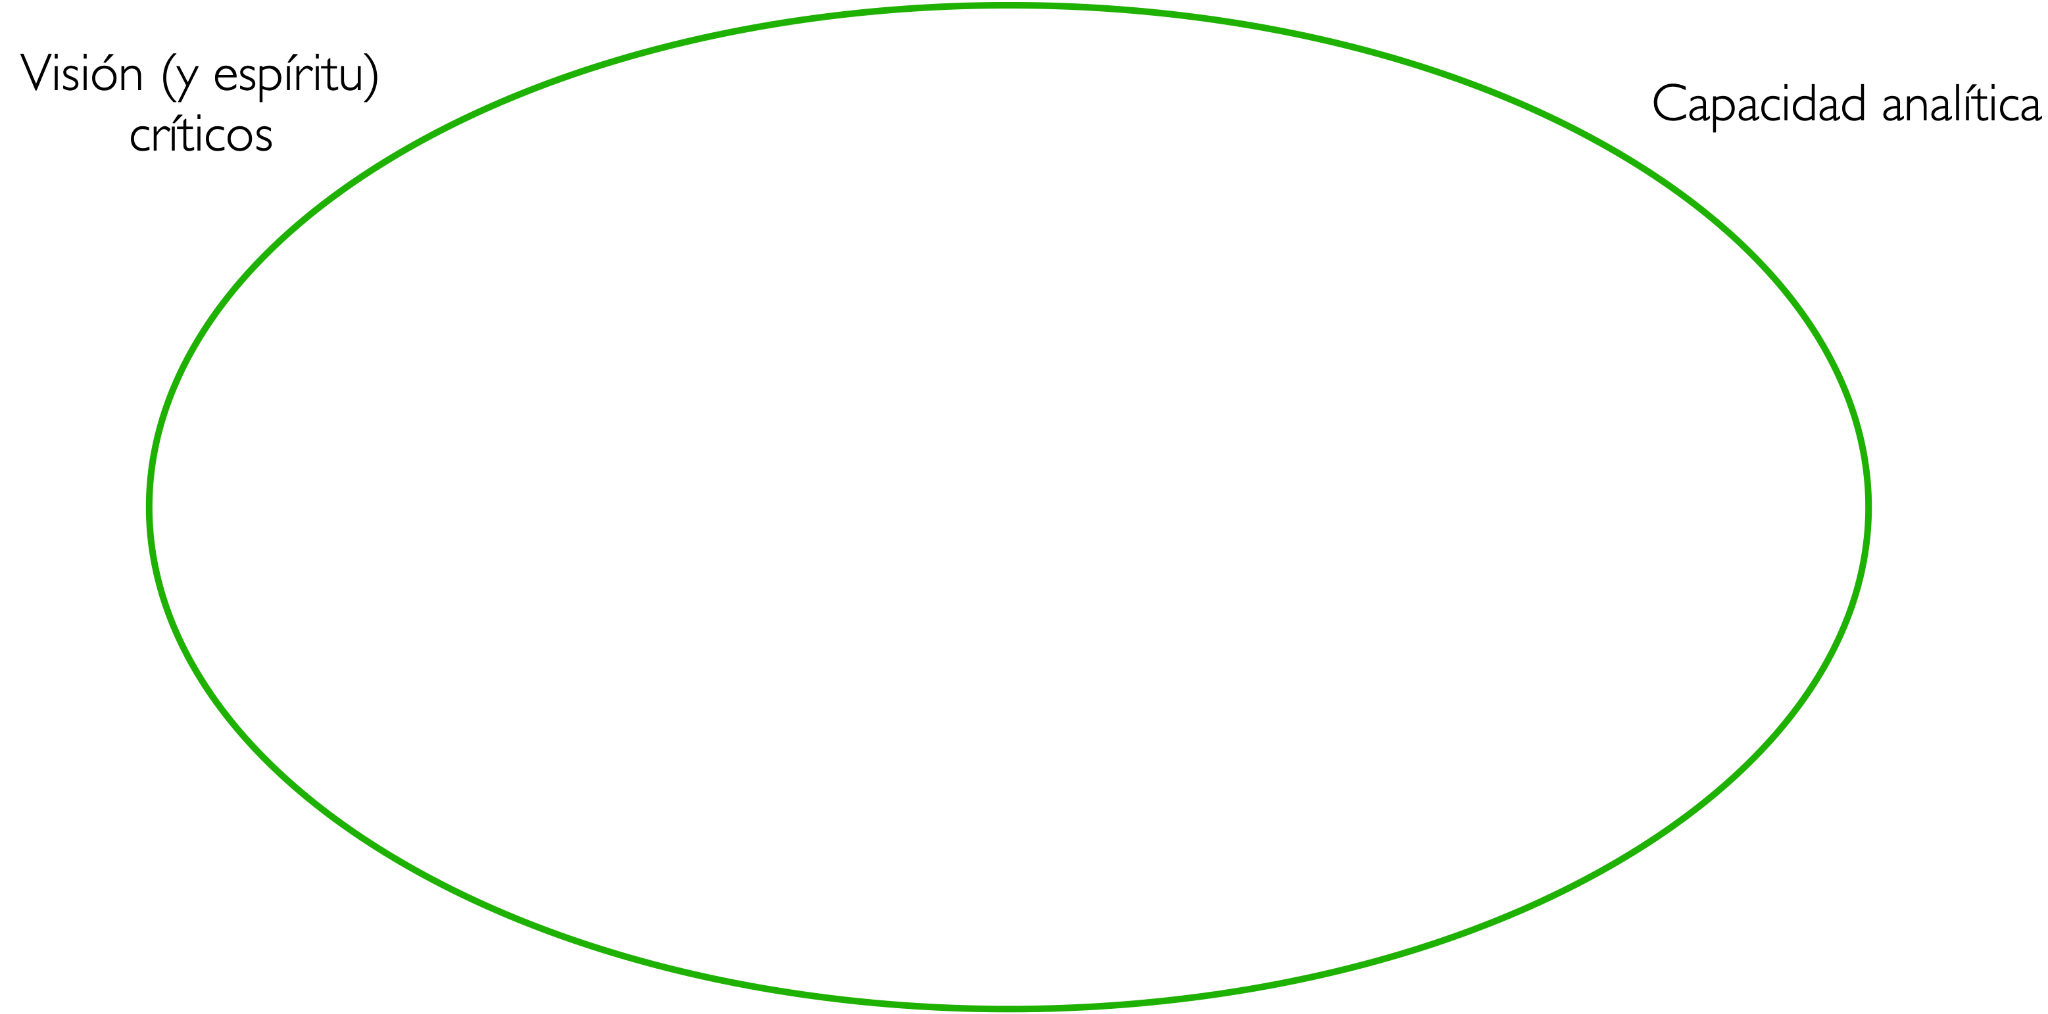 Visión (y espíritu)
críticos
Capacidad analítica